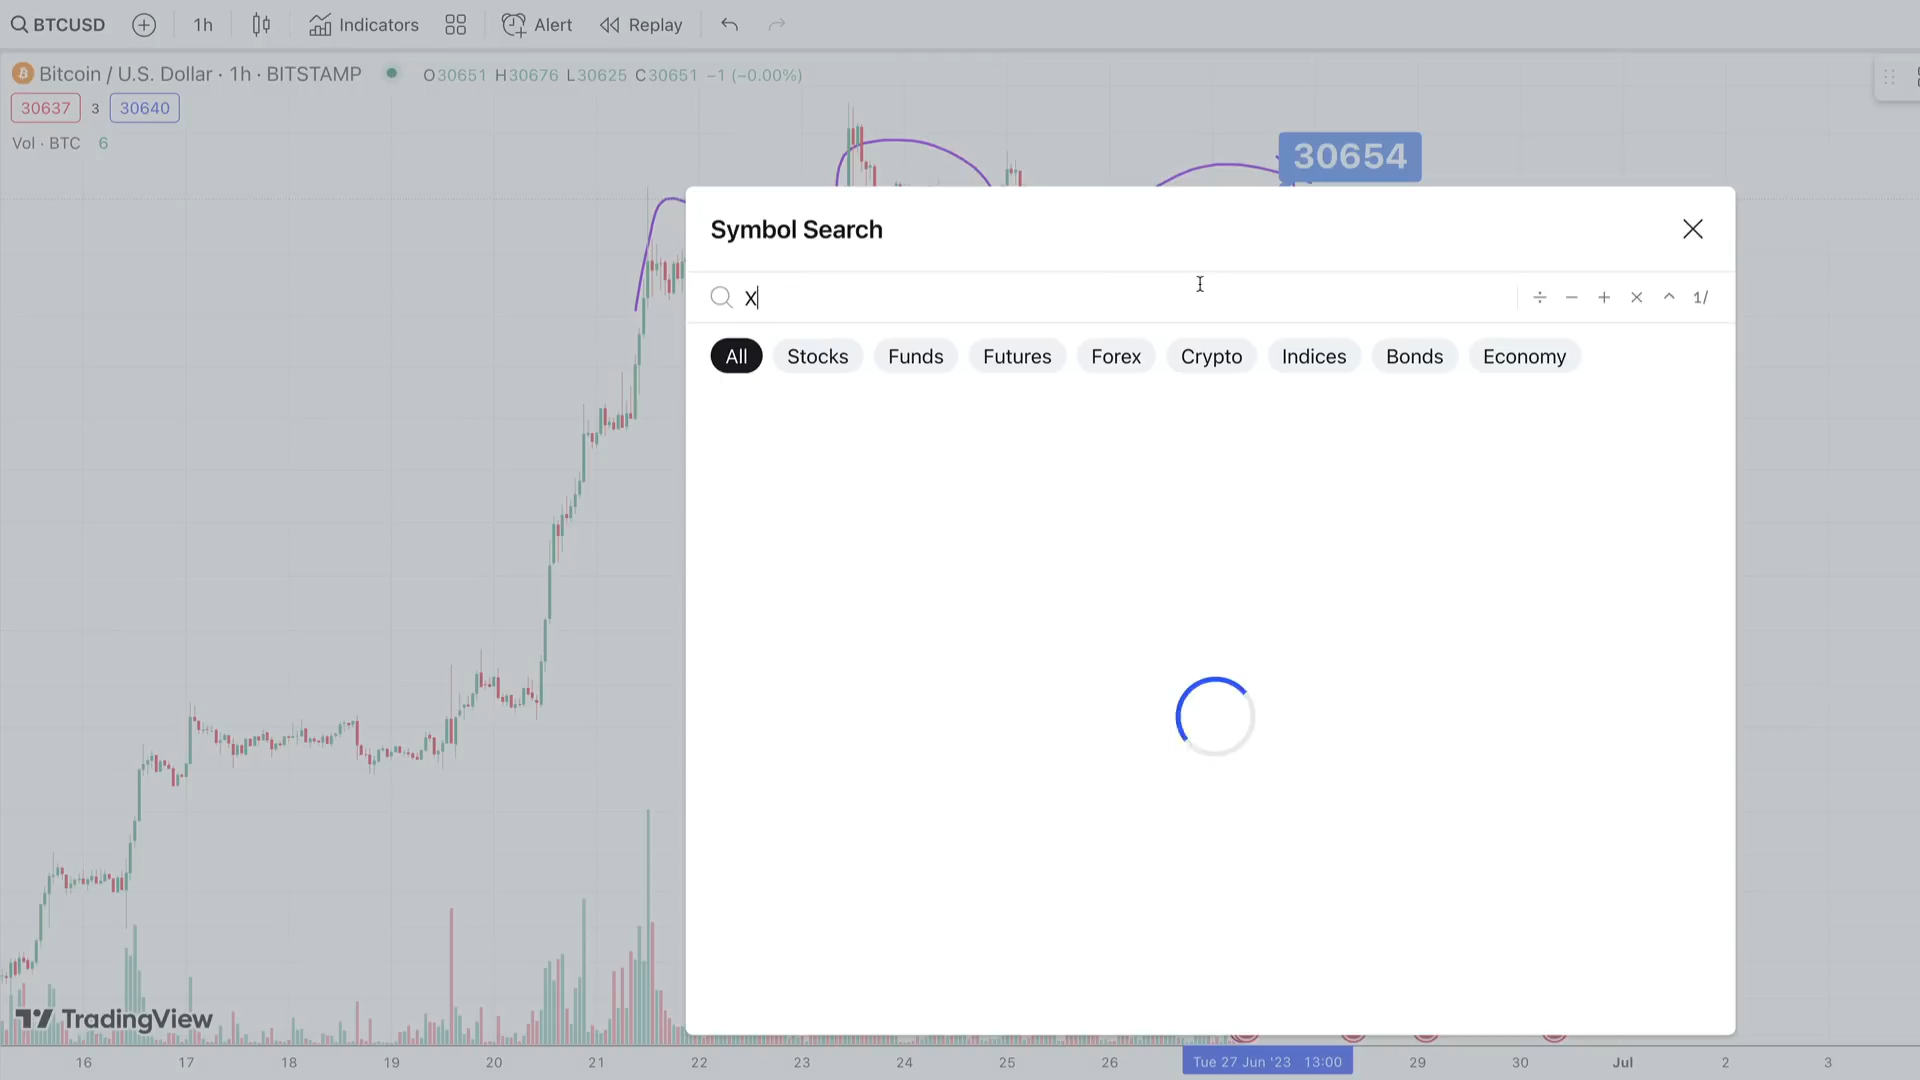 BTCUSD 1h Indicators Alert Replay
Bitcoin / U.S. Dollar · 1h · BITSTAMP O30651 H30676 L30625 C30651 −1 (−0.00%)
30637 3 30640
Vol · BTC 6
30654
Symbol Search
X ÷ − + × ^ 1/
All Stocks Funds Futures Forex Crypto Indices Bonds Economy
TradingView
16 17 18 19 20 21 22 23 24 25 26 Tue 27 Jun '23 13:00 29 30 Jul 2 3